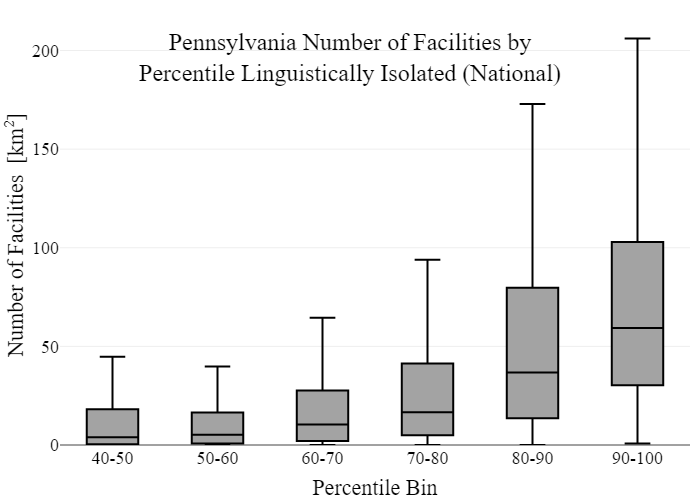 Pennsylvania Number of Facilities by
Percentile Linguistically Isolated (National)
Number of Facilities [km²]
200
150
100
50
0
40-50 50-60 60-70 70-80 80-90 90-100
Percentile Bin